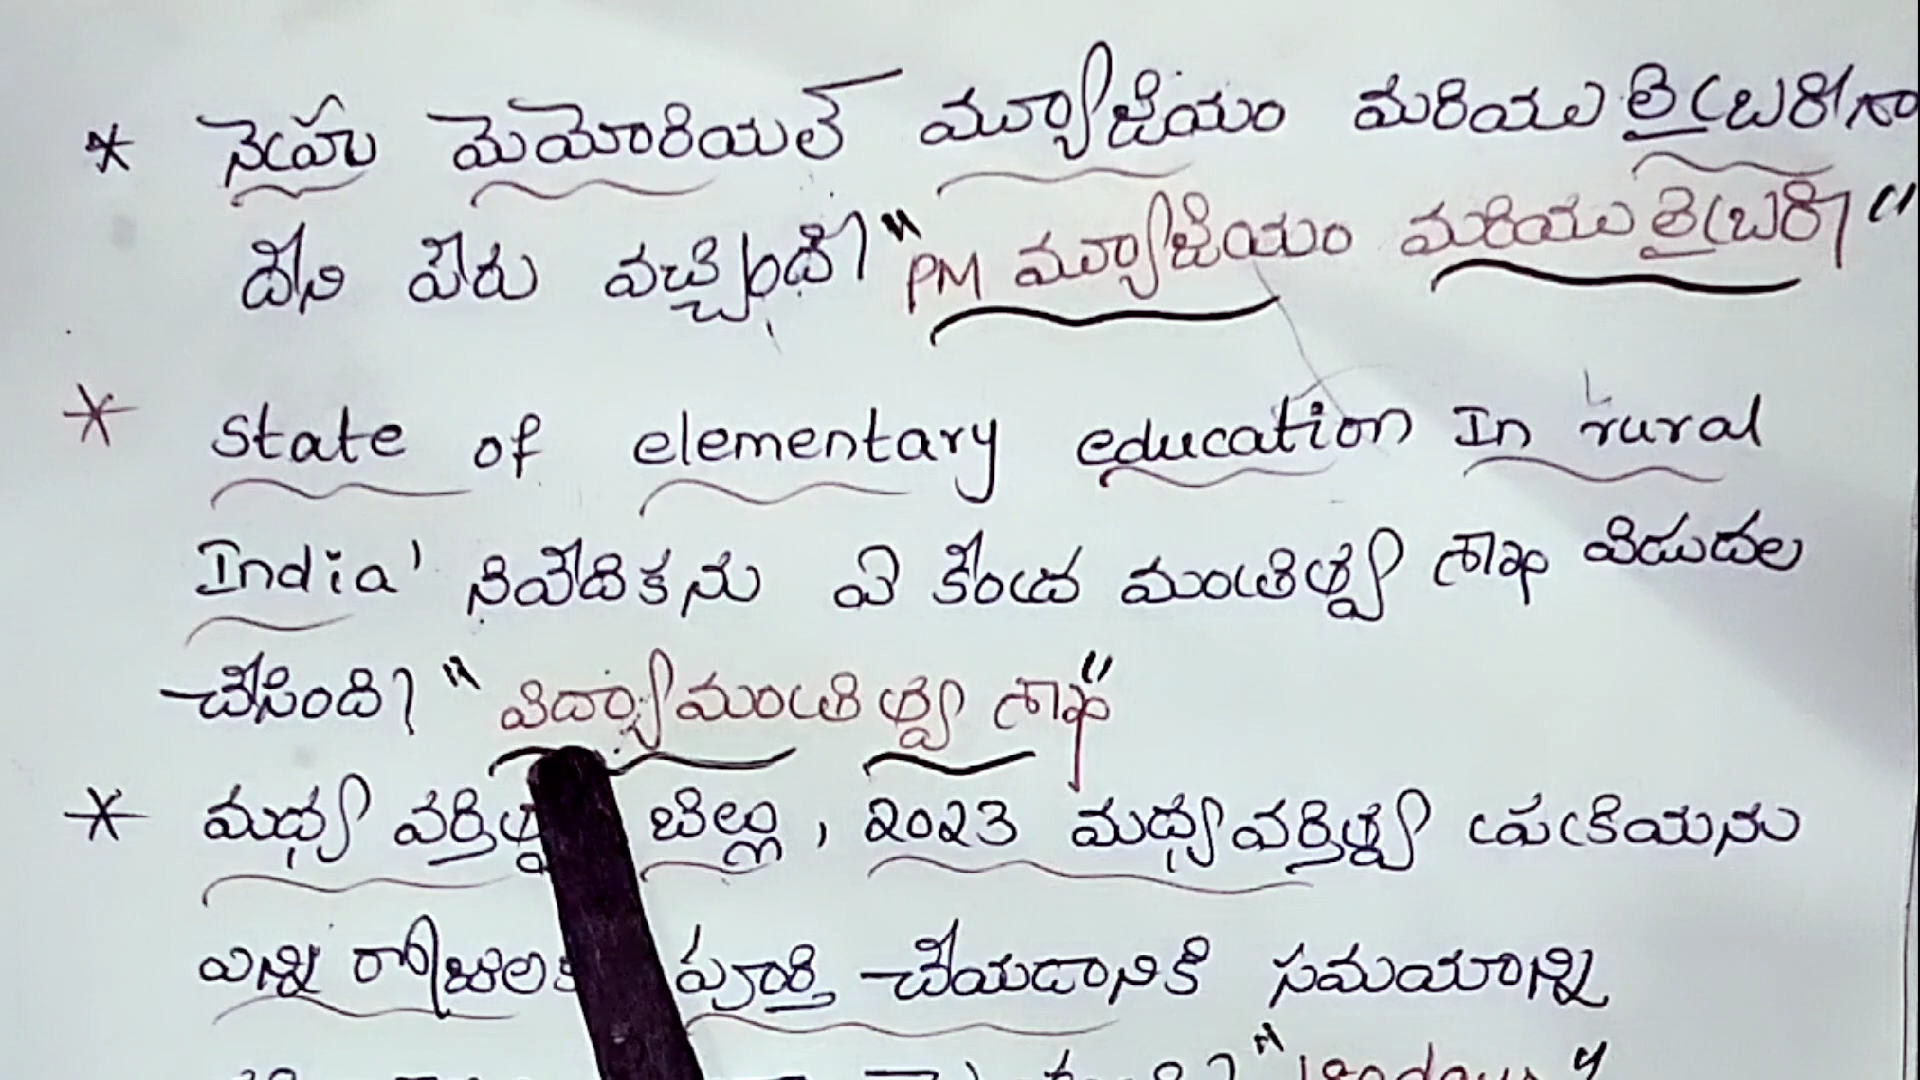 * నెహ్రు మెమోరియల్ మ్యూజియం మరియు లైబ్రరీగా
దీని పేరు వచ్చింది? "PM మ్యూజియం మరియు లైబ్రరీ"
* State of elementary education In rural
India' నివేదికను ఏ కేంద్ర మంత్రిత్వ శాఖ విడుదల
చేసింది? "విద్యా మంత్రిత్వ శాఖ"
* మధ్య బిల్లు, 2023 మధ్యవర్తిత్వ ప్రక్రియను
ఎన్ని పూర్తి చేయడానికి సమయాన్ని